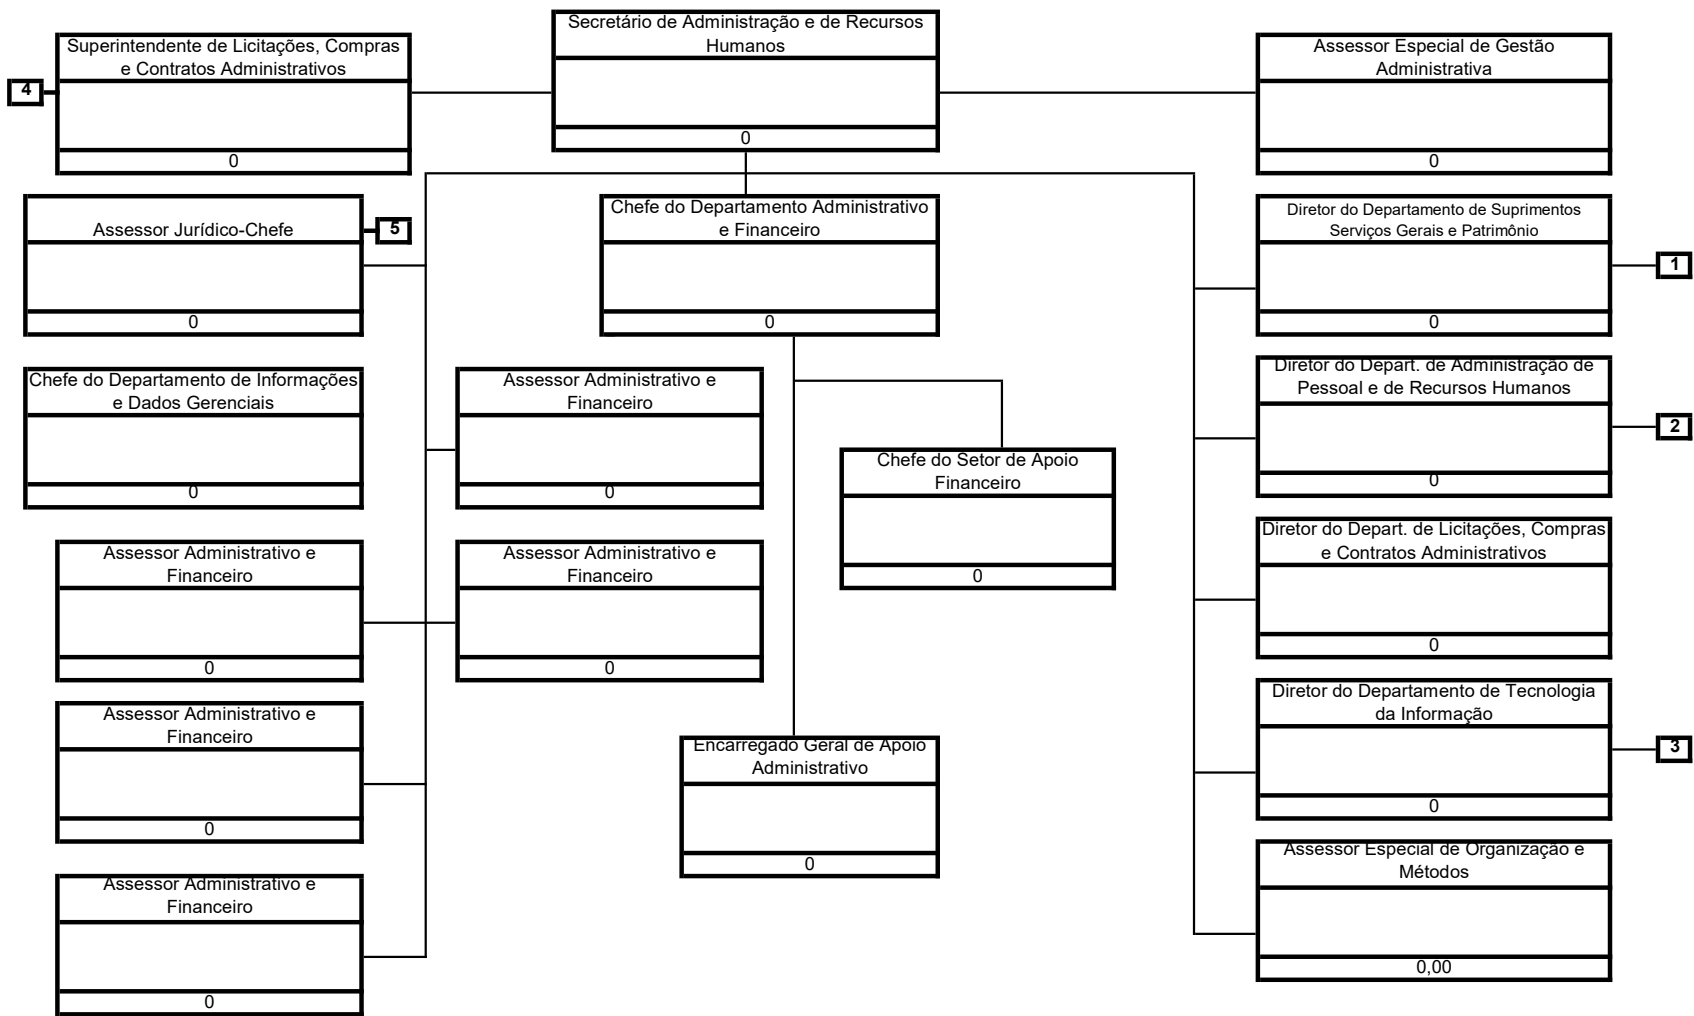 Secretário de Administração e de Recursos
Humanos
0
Superintendente de Licitações, Compras
e Contratos Administrativos
0
4
Assessor Especial de Gestão
Administrativa
0
Assessor Jurídico-Chefe
0
5
Chefe do Departamento Administrativo
e Financeiro
0
Diretor do Departamento de Suprimentos
Serviços Gerais e Patrimônio
0
1
Chefe do Departamento de Informações
e Dados Gerenciais
0
Assessor Administrativo e
Financeiro
0
Diretor do Depart. de Administração de
Pessoal e de Recursos Humanos
0
2
Chefe do Setor de Apoio
Financeiro
0
Assessor Administrativo e
Financeiro
0
Assessor Administrativo e
Financeiro
0
Diretor do Depart. de Licitações, Compras
e Contratos Administrativos
0
Assessor Administrativo e
Financeiro
0
Encarregado Geral de Apoio
Administrativo
0
Diretor do Departamento de Tecnologia
da Informação
0
3
Assessor Administrativo e
Financeiro
0
Assessor Especial de Organização e
Métodos
0,00